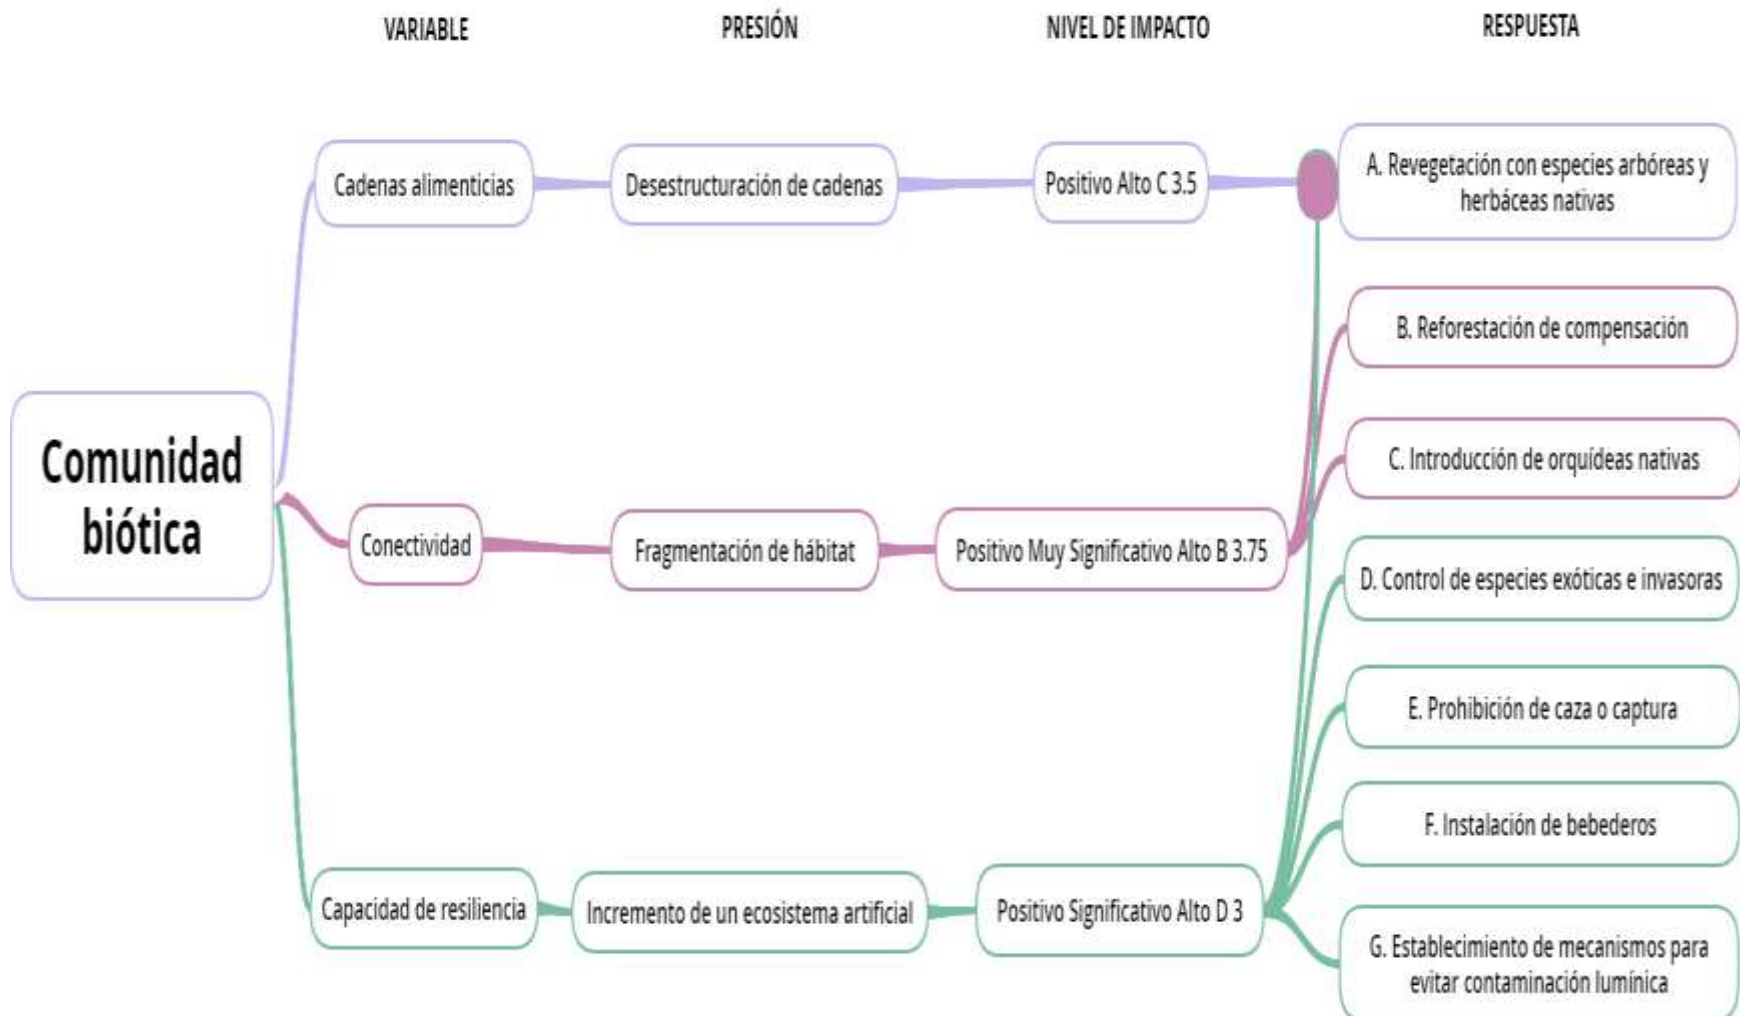 VARIABLE
PRESIÓN
NIVEL DE IMPACTO
RESPUESTA
Cadenas alimenticias
Desestructuración de cadenas
Positivo Alto C 3.5
A. Revegetación con especies arbóreas y
herbáceas nativas
B. Reforestación de compensación
C. Introducción de orquídeas nativas
Comunidad
biótica
Conectividad
Fragmentación de hábitat
Positivo Muy Significativo Alto B 3.75
D. Control de especies exóticas e invasoras
E. Prohibición de caza o captura
F. Instalación de bebederos
Capacidad de resiliencia
Incremento de un ecosistema artificial
Positivo Significativo Alto D 3
G. Establecimiento de mecanismos para
evitar contaminación lumínica